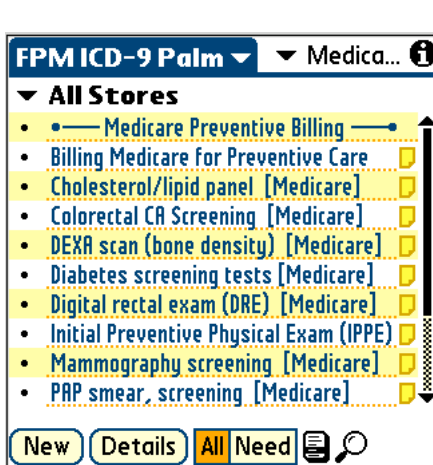 FPM ICD-9 Palm Medica...
All Stores
Medicare Preventive Billing
Billing Medicare for Preventive Care
Cholesterol/lipid panel [Medicare]
Colorectal CA Screening [Medicare]
DEXA scan (bone density) [Medicare]
Diabetes screening tests [Medicare]
Digital rectal exam (DRE) [Medicare]
Initial Preventive Physical Exam (IPPE)
Mammography screening [Medicare]
PAP smear, screening [Medicare]
New Details All Need